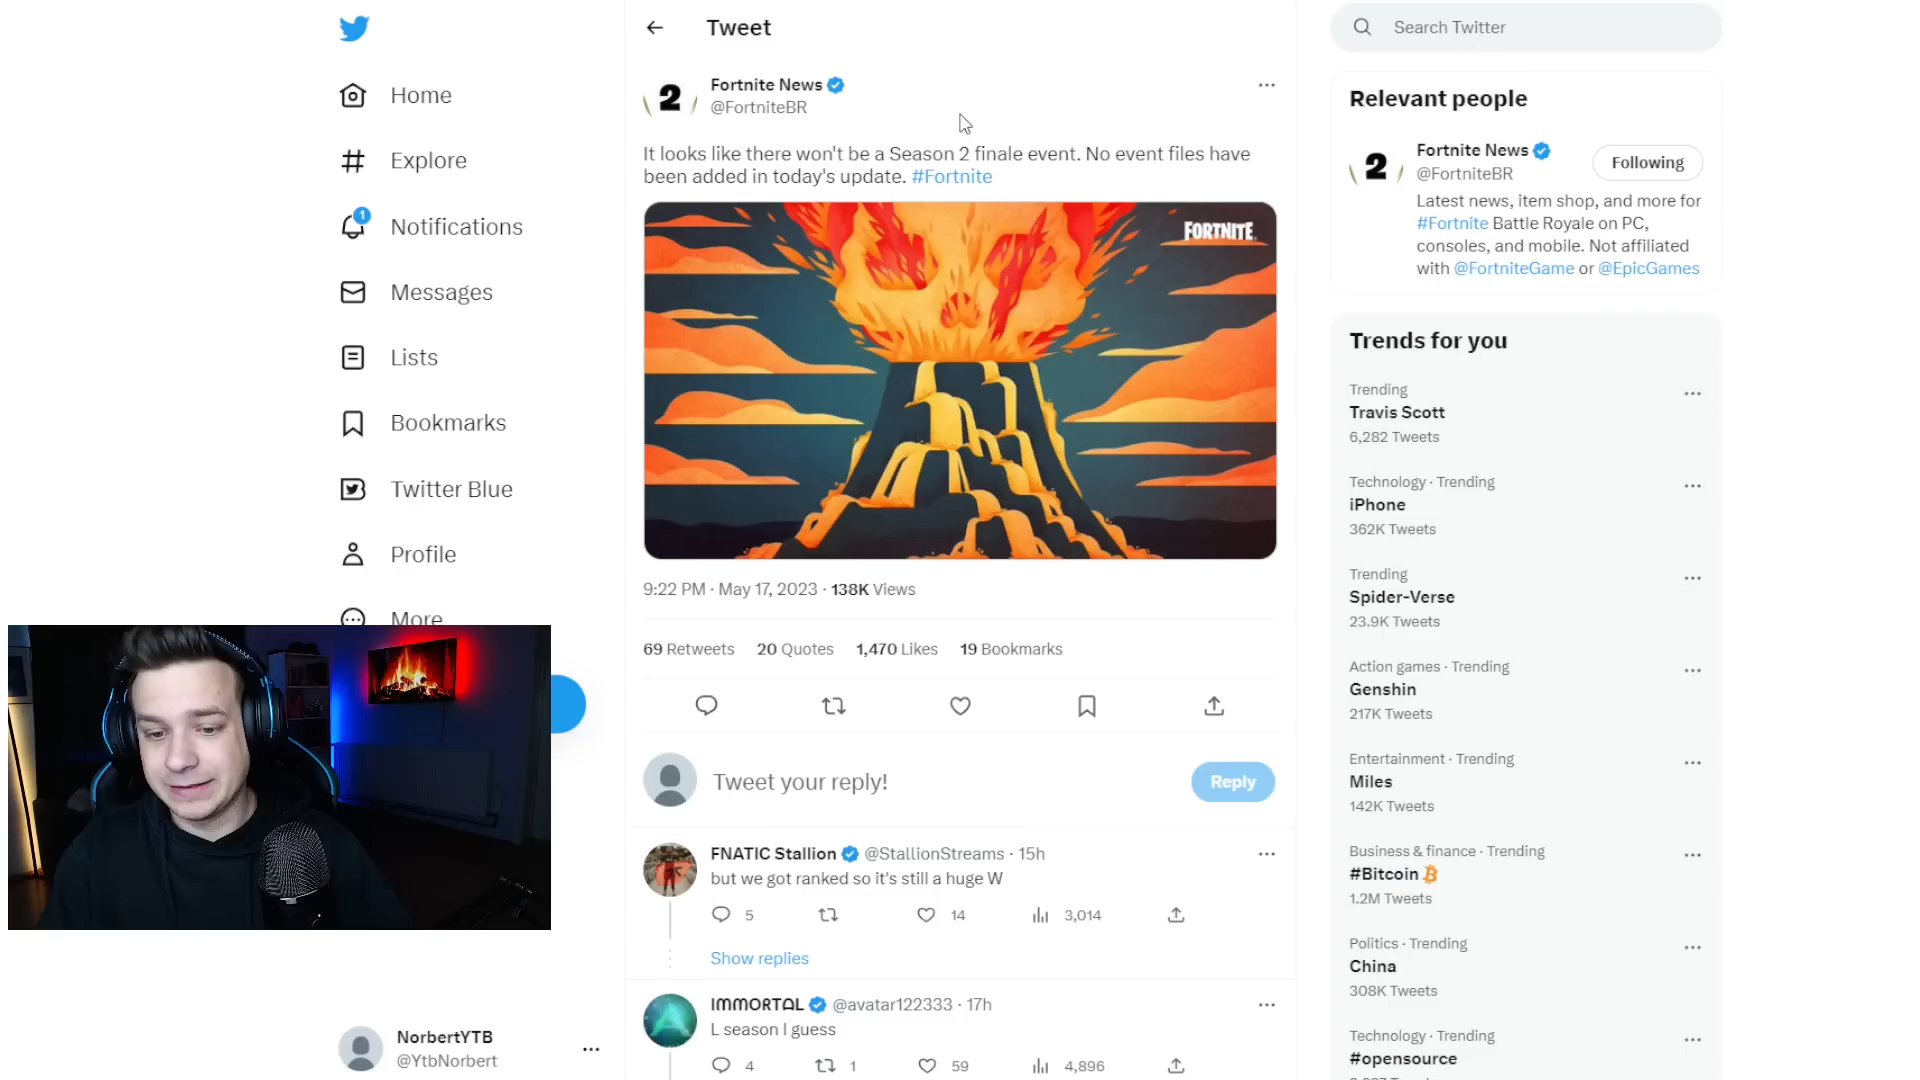 Home
Explore
1
Notifications
Messages
Lists
Bookmarks
Twitter Blue
Profile
More
NorbertYTB
@YtbNorbert
Tweet
2
Fortnite News
@FortniteBR
It looks like there won't be a Season 2 finale event. No event files have
been added in today's update. #Fortnite
FORTNITE
9:22 PM · May 17, 2023 · 138K Views
69 Retweets 20 Quotes 1,470 Likes 19 Bookmarks
Tweet your reply!
Reply
FNATIC Stallion @StallionStreams · 15h
but we got ranked so it's still a huge W
5 14 3,014
Show replies
IMMORTAL @avatar122333 · 17h
L season I guess
4 1 59 4,896
Search Twitter
Relevant people
2
Fortnite News
@FortniteBR
Following
Latest news, item shop, and more for
#Fortnite Battle Royale on PC,
consoles, and mobile. Not affiliated
with @FortniteGame or @EpicGames
Trends for you
Trending
Travis Scott
6,282 Tweets
Technology · Trending
iPhone
362K Tweets
Trending
Spider-Verse
23.9K Tweets
Action games · Trending
Genshin
217K Tweets
Entertainment · Trending
Miles
142K Tweets
Business & finance · Trending
#Bitcoin
1.2M Tweets
Politics · Trending
China
308K Tweets
Technology · Trending
#opensource